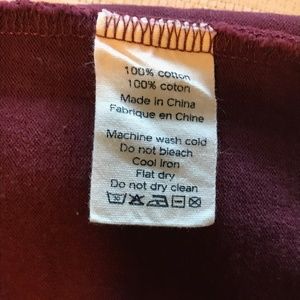 100% cotton
100% coton
Made in China
Fabrique en Chine
Machine wash cold
Do not bleach
Cool Iron
Flat dry
Do not dry clean